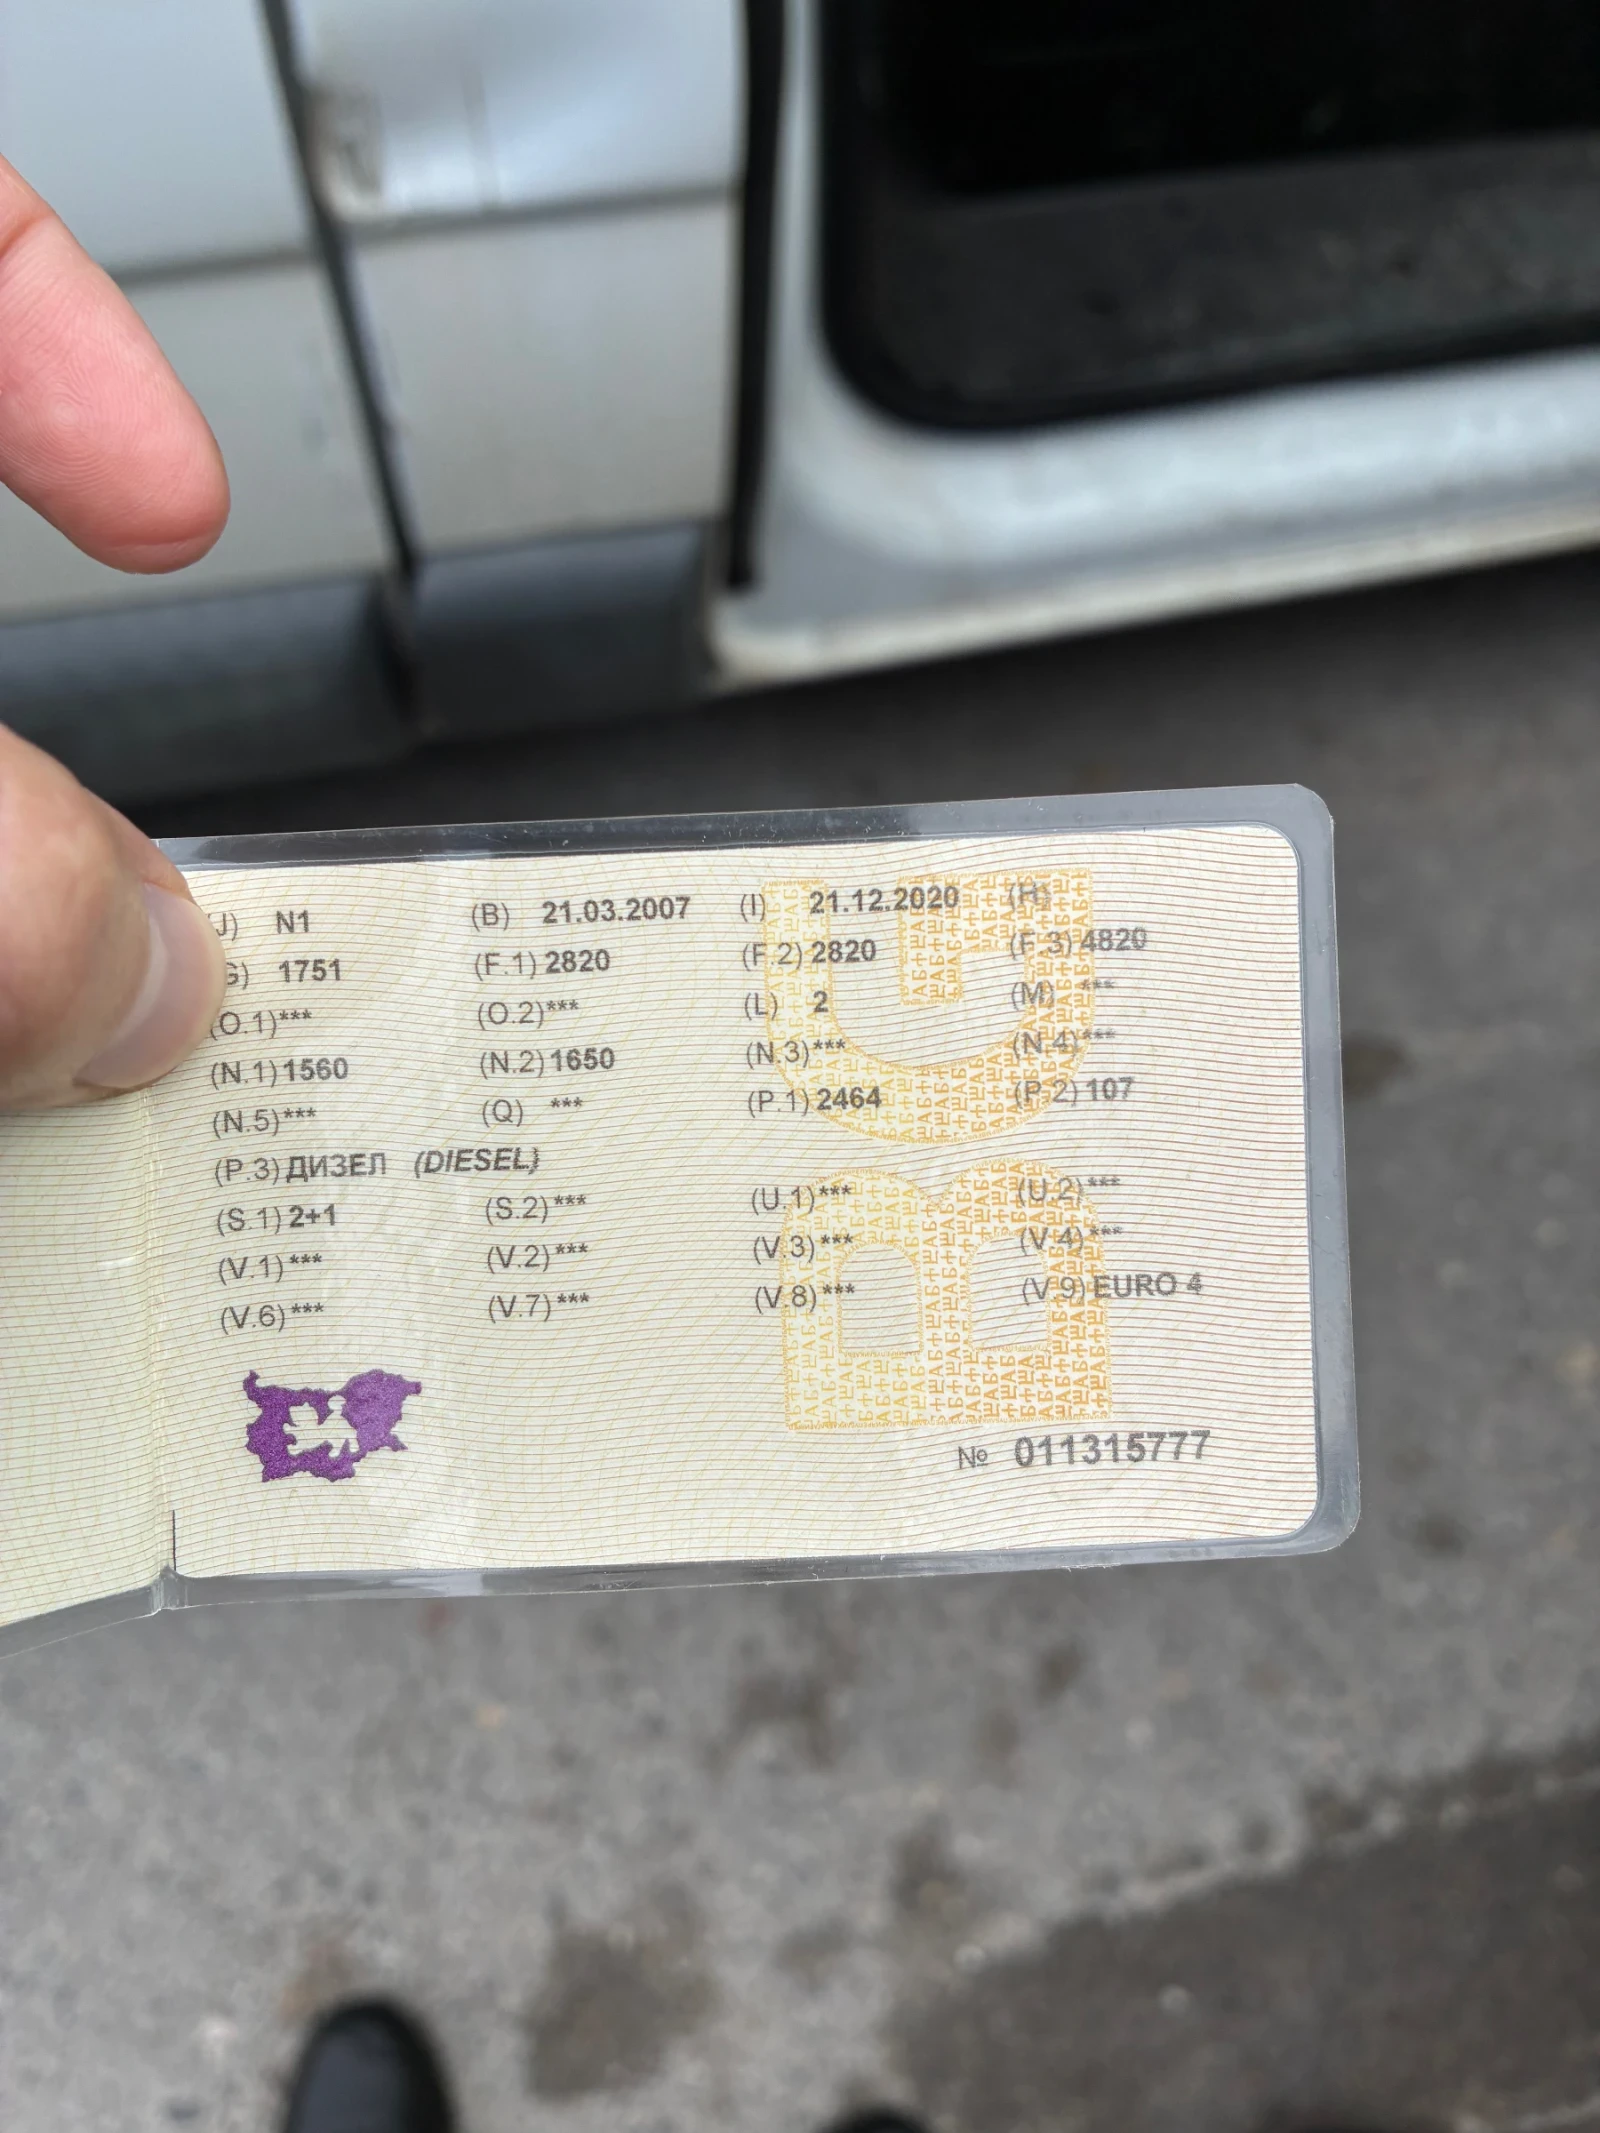 J) N1 (B) 21.03.2007 (I) 21.12.2020 (H)
G) 1751 (F.1) 2820 (F.2) 2820 (F.3) 4820
(O.1)*** (O.2)*** (L) 2 (M) ***
(N.1) 1560 (N.2) 1650 (N.3)*** (N.4)***
(N.5)*** (Q) *** (P.1) 2464 (P.2) 107
(P.3) ДИЗЕЛ (DIESEL)
(S.1) 2+1 (S.2)*** (U.1)*** (U.2)***
(V.1)*** (V.2)*** (V.3)*** (V.4)***
(V.6)*** (V.7)*** (V.8)*** (V.9) EURO 4
№ 011315777